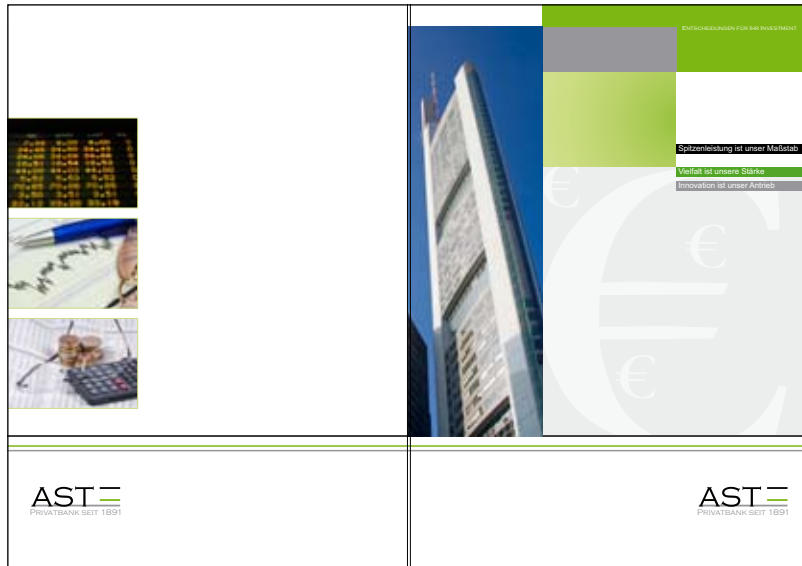 ENTSCHEIDUNGEN FÜR IHR INVESTMENT
Spitzenleistung ist unser Maßstab
Vielfalt ist unsere Stärke
Innovation ist unser Antrieb
€
€
€
€
AST
PRIVATBANK SEIT 1891
AST
PRIVATBANK SEIT 1891